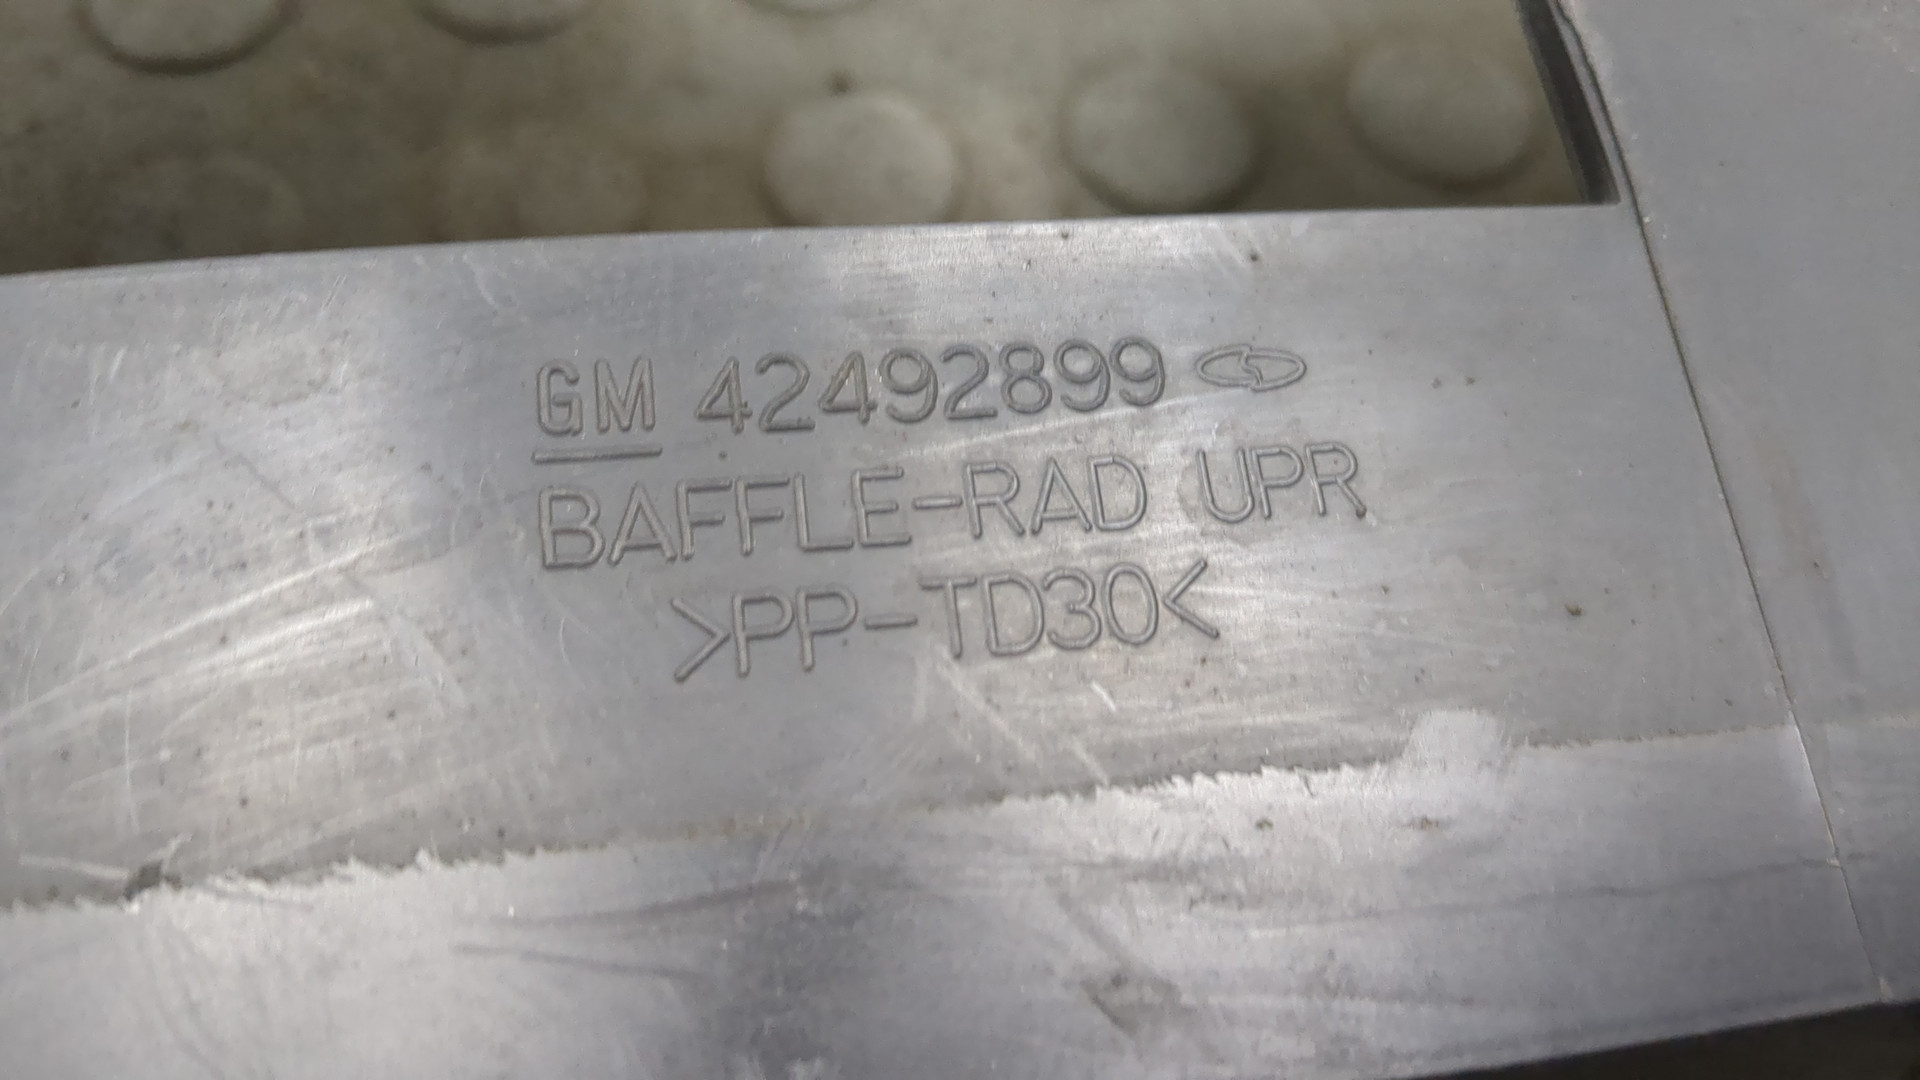 GM 42492899
BAFFLE-RAD UPR
>PP-TD30<